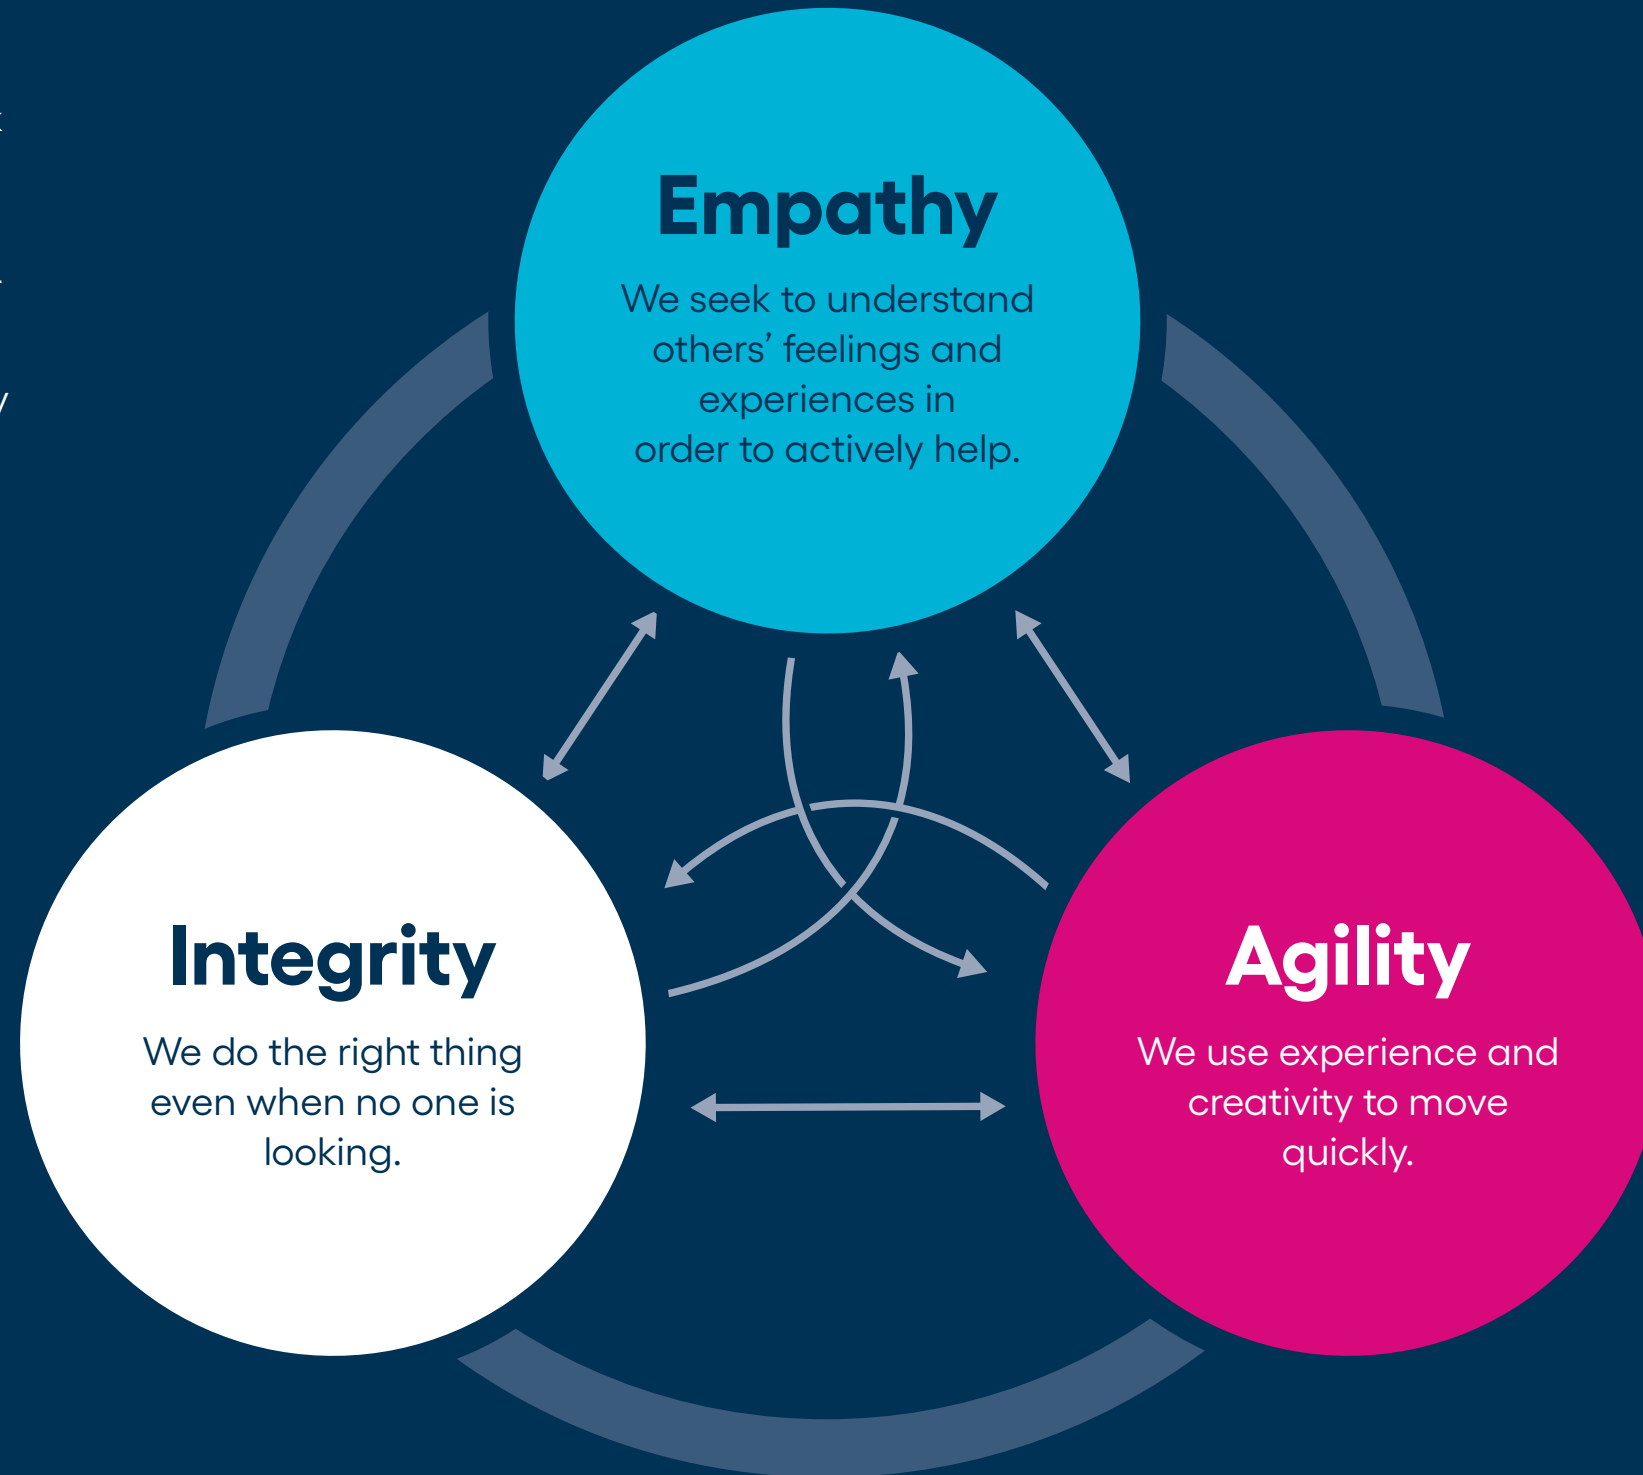 Empathy
We seek to understand
others’ feelings and
experiences in
order to actively help.
Integrity
We do the right thing
even when no one is
looking.
Agility
We use experience and
creativity to move
quickly.